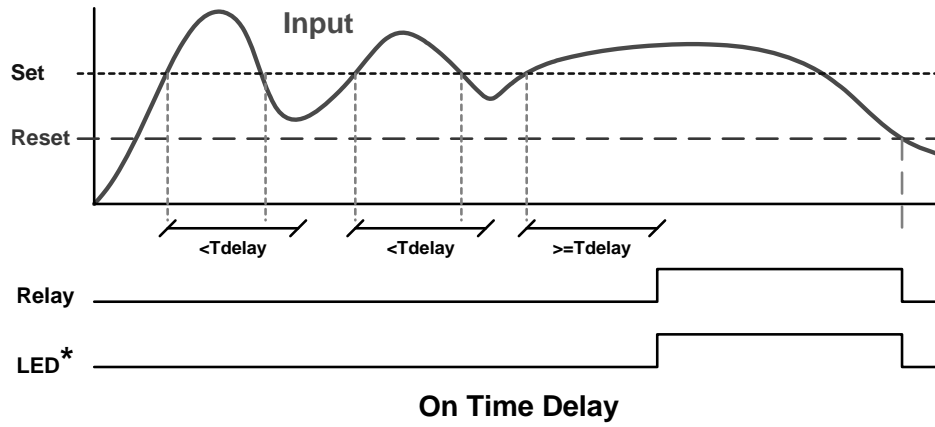 Input
Set
Reset
<Tdelay
<Tdelay
>=Tdelay
Relay
LED*
On Time Delay